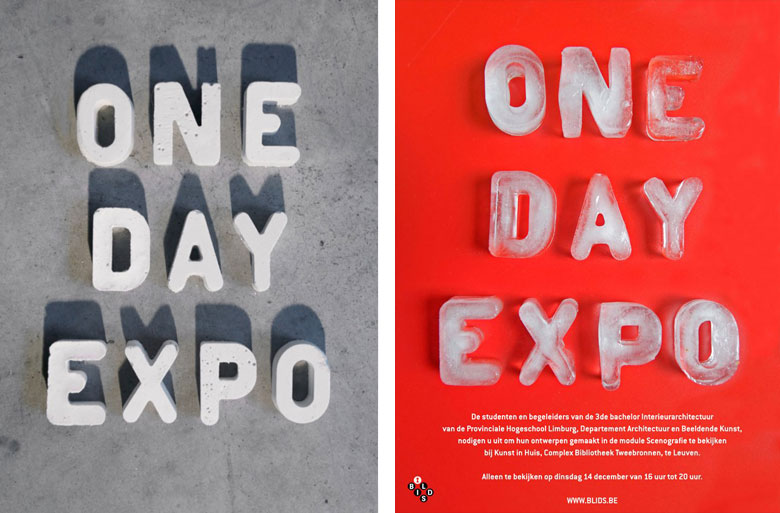 ONE
DAY
EXPO
ONE
DAY
EXPO
De studenten en begeleiders van de 3de bachelor Interieurarchitectuur
van de Provinciale Hogeschool Limburg, Departement Architectuur en Beeldende Kunst,
nodigen u uit om hun ontwerpen gemaakt in de module Scenografie te bekijken
bij Kunst in Huis, Complex Bibliotheek Tweebronnen, te Leuven.
Alleen te bekijken op dinsdag 14 december van 16 uur tot 20 uur.
BLIDS
WWW.BLIDS.BE